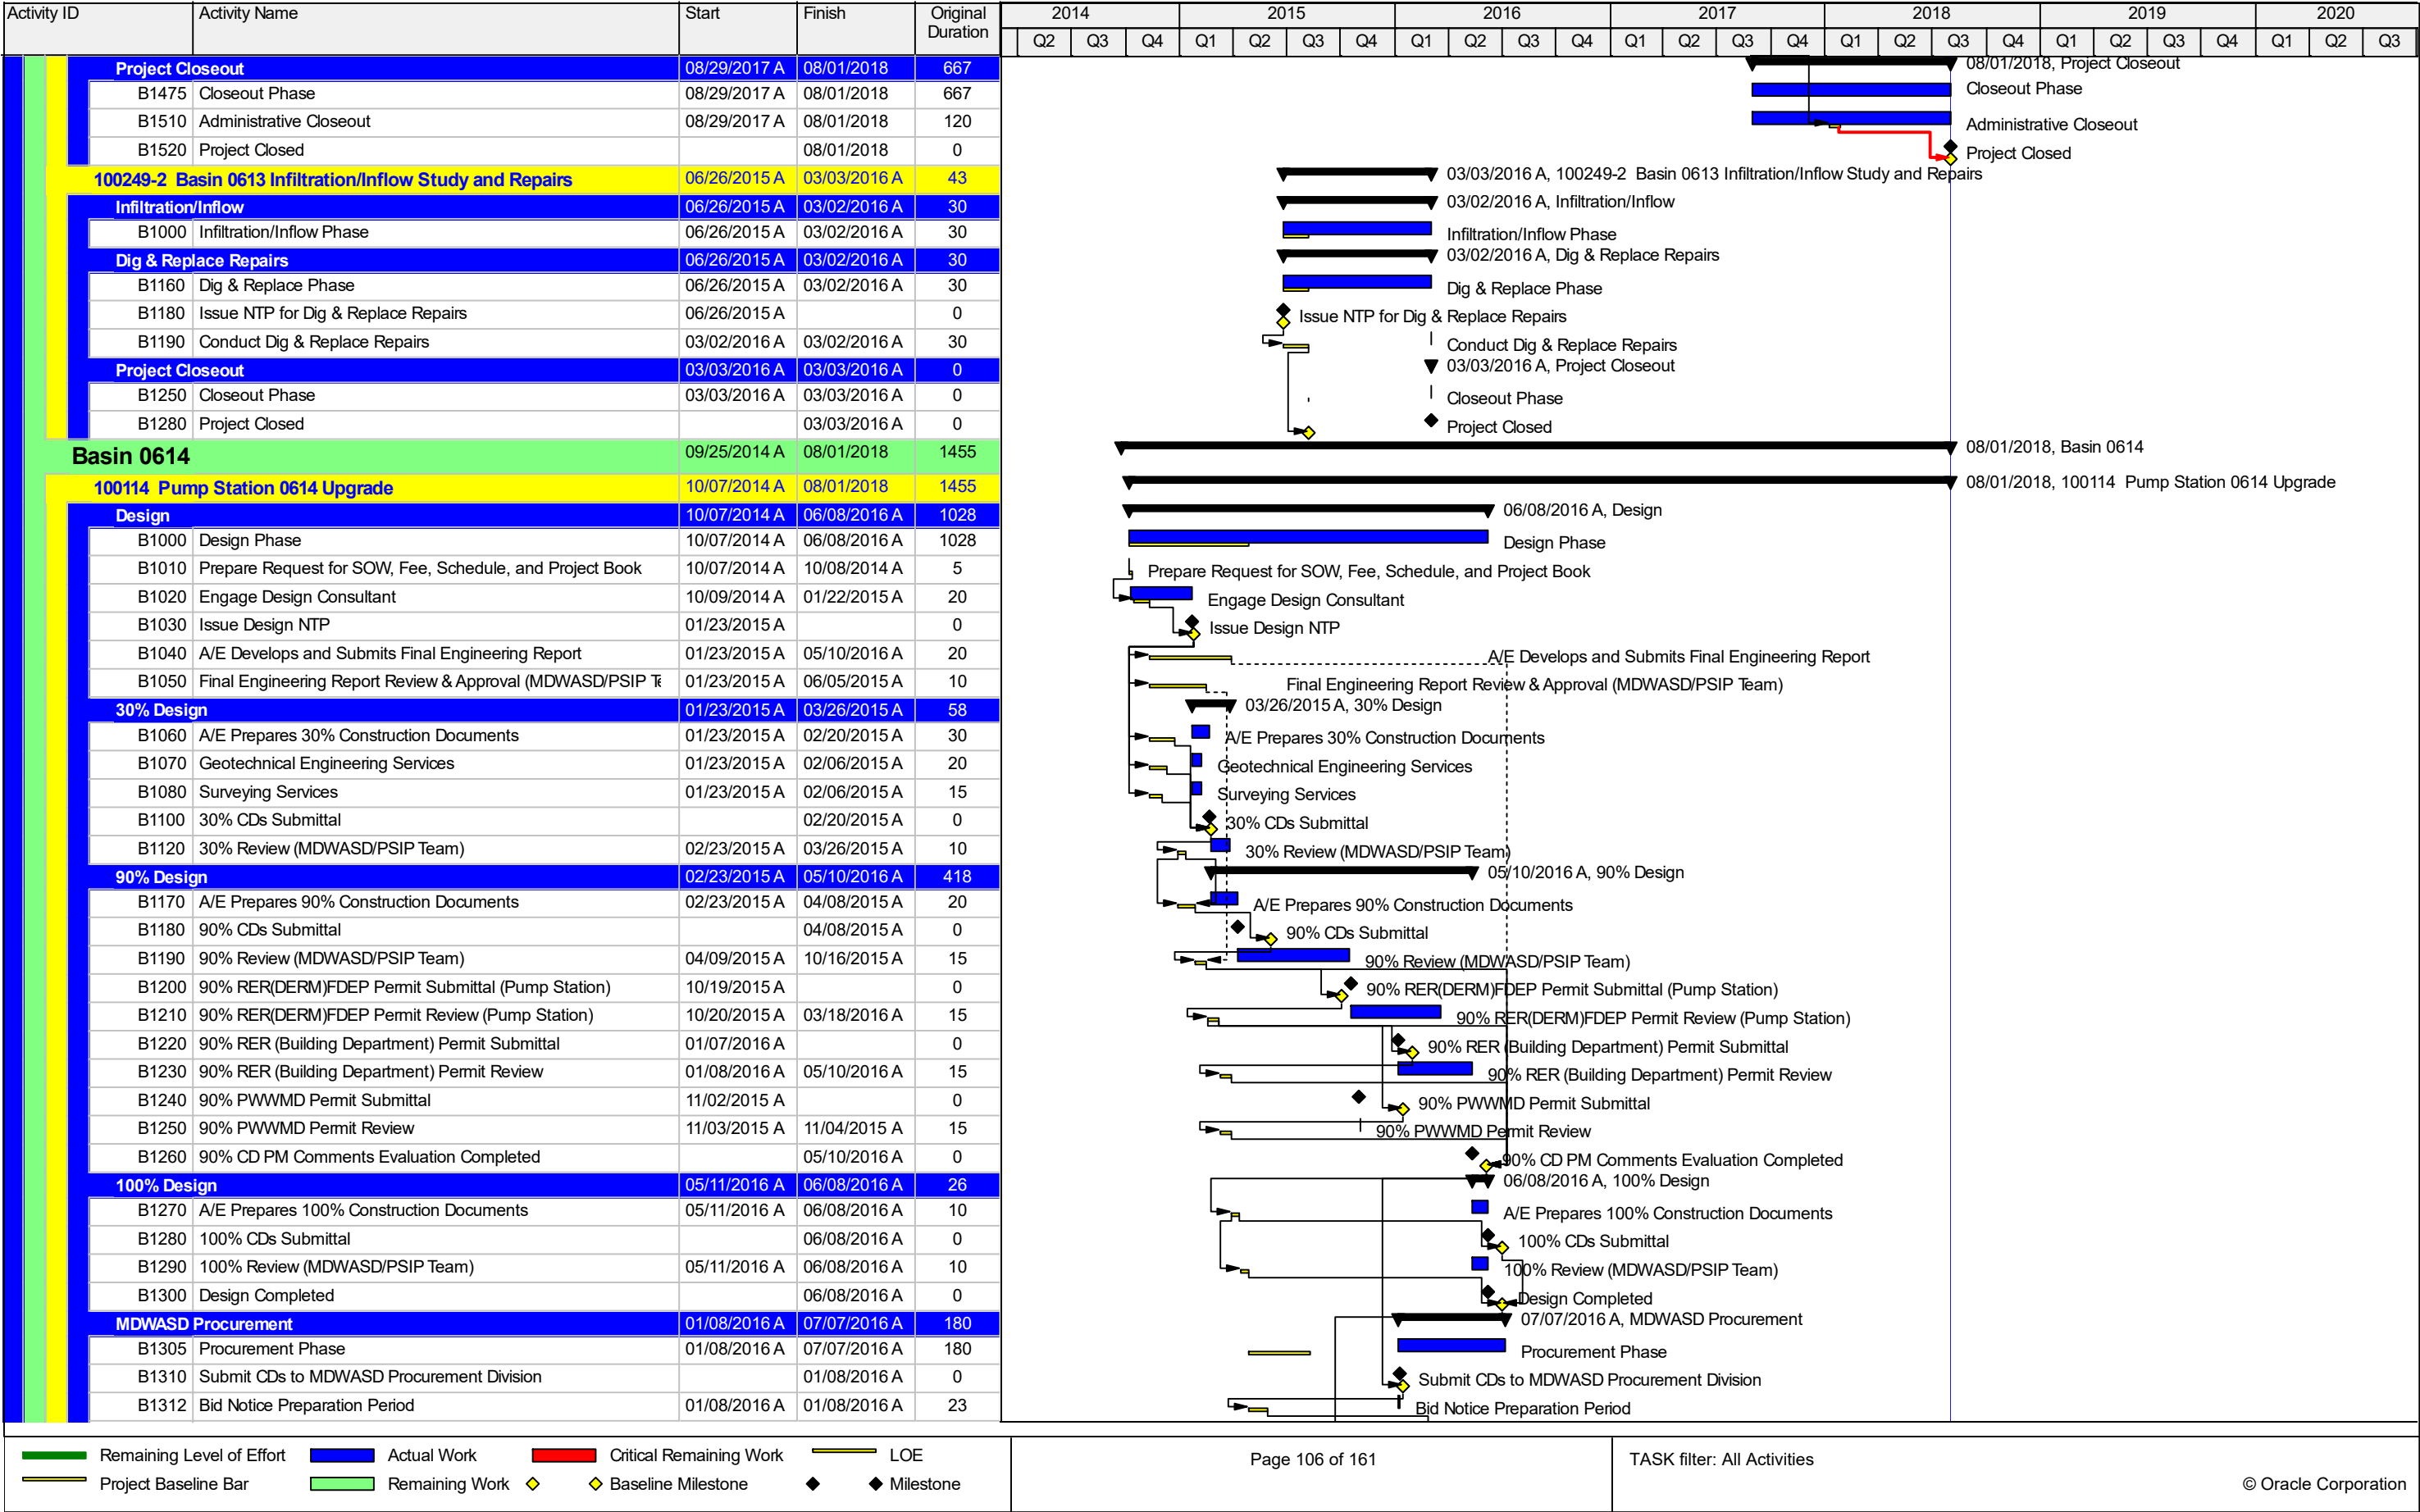 Activity ID Activity Name Start Finish Original Duration 2014 2015 2016 2017 2018 2019 2020
Q2 Q3 Q4 Q1 Q2 Q3 Q4 Q1 Q2 Q3 Q4 Q1 Q2 Q3 Q4 Q1 Q2 Q3 Q4 Q1 Q2 Q3 Q4 Q1 Q2 Q3
Project Closeout 08/29/2017 A 08/01/2018 667 08/01/2018, Project Closeout
B1475 Closeout Phase 08/29/2017 A 08/01/2018 667 Closeout Phase
B1510 Administrative Closeout 08/29/2017 A 08/01/2018 120 Administrative Closeout
B1520 Project Closed 08/01/2018 0 Project Closed
100249-2 Basin 0613 Infiltration/Inflow Study and Repairs 06/26/2015 A 03/03/2016 A 43 03/03/2016 A, 100249-2 Basin 0613 Infiltration/Inflow Study and Repairs
Infiltration/Inflow 06/26/2015 A 03/02/2016 A 30 03/02/2016 A, Infiltration/Inflow
B1000 Infiltration/Inflow Phase 06/26/2015 A 03/02/2016 A 30 Infiltration/Inflow Phase
Dig & Replace Repairs 06/26/2015 A 03/02/2016 A 30 03/02/2016 A, Dig & Replace Repairs
B1160 Dig & Replace Phase 06/26/2015 A 03/02/2016 A 30 Dig & Replace Phase
B1180 Issue NTP for Dig & Replace Repairs 06/26/2015 A 0 Issue NTP for Dig & Replace Repairs
B1190 Conduct Dig & Replace Repairs 03/02/2016 A 03/02/2016 A 30 Conduct Dig & Replace Repairs
Project Closeout 03/03/2016 A 03/03/2016 A 0 03/03/2016 A, Project Closeout
B1250 Closeout Phase 03/03/2016 A 03/03/2016 A 0 Closeout Phase
B1280 Project Closed 03/03/2016 A 0 Project Closed
Basin 0614 09/25/2014 A 08/01/2018 1455 08/01/2018, Basin 0614
100114 Pump Station 0614 Upgrade 10/07/2014 A 08/01/2018 1455 08/01/2018, 100114 Pump Station 0614 Upgrade
Design 10/07/2014 A 06/08/2016 A 1028 06/08/2016 A, Design
B1000 Design Phase 10/07/2014 A 06/08/2016 A 1028 Design Phase
B1010 Prepare Request for SOW, Fee, Schedule, and Project Book 10/07/2014 A 10/08/2014 A 5 Prepare Request for SOW, Fee, Schedule, and Project Book
B1020 Engage Design Consultant 10/09/2014 A 01/22/2015 A 20 Engage Design Consultant
B1030 Issue Design NTP 01/23/2015 A 0 Issue Design NTP
B1040 A/E Develops and Submits Final Engineering Report 01/23/2015 A 05/10/2016 A 20 A/E Develops and Submits Final Engineering Report
B1050 Final Engineering Report Review & Approval (MDWASD/PSIP Te 01/23/2015 A 06/05/2015 A 10 Final Engineering Report Review & Approval (MDWASD/PSIP Team)
30% Design 01/23/2015 A 03/26/2015 A 58 03/26/2015 A, 30% Design
B1060 A/E Prepares 30% Construction Documents 01/23/2015 A 02/20/2015 A 30 A/E Prepares 30% Construction Documents
B1070 Geotechnical Engineering Services 01/23/2015 A 02/06/2015 A 20 Geotechnical Engineering Services
B1080 Surveying Services 01/23/2015 A 02/06/2015 A 15 Surveying Services
B1100 30% CDs Submittal 02/20/2015 A 0 30% CDs Submittal
B1120 30% Review (MDWASD/PSIP Team) 02/23/2015 A 03/26/2015 A 10 30% Review (MDWASD/PSIP Team)
90% Design 02/23/2015 A 05/10/2016 A 418 05/10/2016 A, 90% Design
B1170 A/E Prepares 90% Construction Documents 02/23/2015 A 04/08/2015 A 20 A/E Prepares 90% Construction Documents
B1180 90% CDs Submittal 04/08/2015 A 0 90% CDs Submittal
B1190 90% Review (MDWASD/PSIP Team) 04/09/2015 A 10/16/2015 A 15 90% Review (MDWASD/PSIP Team)
B1200 90% RER(DERM)FDEP Permit Submittal (Pump Station) 10/19/2015 A 0 90% RER(DERM)FDEP Permit Submittal (Pump Station)
B1210 90% RER(DERM)FDEP Permit Review (Pump Station) 10/20/2015 A 03/18/2016 A 15 90% RER(DERM)FDEP Permit Review (Pump Station)
B1220 90% RER (Building Department) Permit Submittal 01/07/2016 A 0 90% RER (Building Department) Permit Submittal
B1230 90% RER (Building Department) Permit Review 01/08/2016 A 05/10/2016 A 15 90% RER (Building Department) Permit Review
B1240 90% PWWMD Permit Submittal 11/02/2015 A 0 90% PWWMD Permit Submittal
B1250 90% PWWMD Permit Review 11/03/2015 A 11/04/2015 A 15 90% PWWMD Permit Review
B1260 90% CD PM Comments Evaluation Completed 05/10/2016 A 0 90% CD PM Comments Evaluation Completed
100% Design 05/11/2016 A 06/08/2016 A 26 06/08/2016 A, 100% Design
B1270 A/E Prepares 100% Construction Documents 05/11/2016 A 06/08/2016 A 10 A/E Prepares 100% Construction Documents
B1280 100% CDs Submittal 06/08/2016 A 0 100% CDs Submittal
B1290 100% Review (MDWASD/PSIP Team) 05/11/2016 A 06/08/2016 A 10 100% Review (MDWASD/PSIP Team)
B1300 Design Completed 06/08/2016 A 0 Design Completed
MDWASD Procurement 01/08/2016 A 07/07/2016 A 180 07/07/2016 A, MDWASD Procurement
B1305 Procurement Phase 01/08/2016 A 07/07/2016 A 180 Procurement Phase
B1310 Submit CDs to MDWASD Procurement Division 01/08/2016 A 0 Submit CDs to MDWASD Procurement Division
B1312 Bid Notice Preparation Period 01/08/2016 A 01/08/2016 A 23 Bid Notice Preparation Period
Remaining Level of Effort Actual Work Critical Remaining Work LOE
Project Baseline Bar Remaining Work Baseline Milestone Milestone
Page 106 of 161
TASK filter: All Activities
© Oracle Corporation